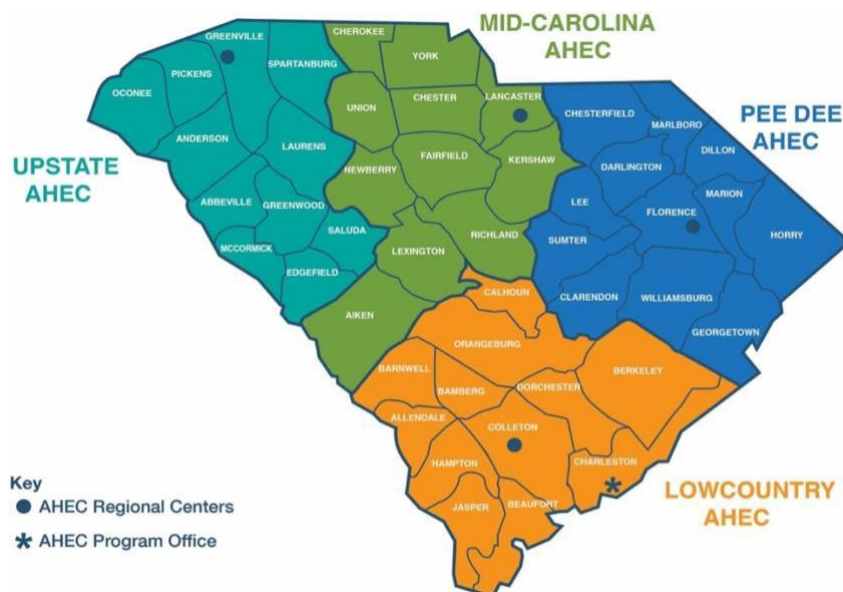 MID-CAROLINA
AHEC
PEE DEE
AHEC
UPSTATE
AHEC
LOWCOUNTRY
AHEC
OCONEE
PICKENS
GREENVILLE
SPARTANBURG
ANDERSON
LAURENS
ABBEVILLE
GREENWOOD
MCCORMICK
SALUDA
EDGEFIELD
CHEROKEE
YORK
UNION
CHESTER
LANCASTER
NEWBERRY
FAIRFIELD
KERSHAW
LEXINGTON
RICHLAND
AIKEN
CHESTERFIELD
MARLBORO
DARLINGTON
DILLON
LEE
FLORENCE
MARION
HORRY
SUMTER
CLARENDON
WILLIAMSBURG
GEORGETOWN
CALHOUN
ORANGEBURG
BARNWELL
BAMBERG
DORCHESTER
BERKELEY
ALLENDALE
COLLETON
HAMPTON
CHARLESTON
JASPER
BEAUFORT
Key
AHEC Regional Centers
AHEC Program Office